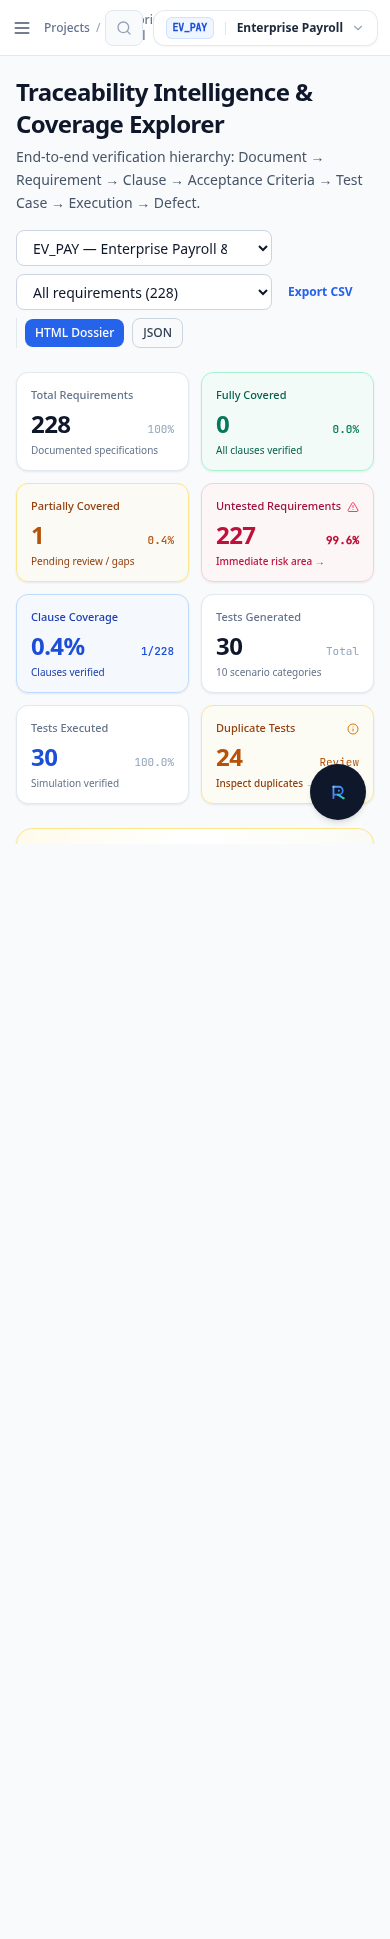 Projects /
EV_PAY
Enterprise Payroll
Traceability Intelligence &
Coverage Explorer
End-to-end verification hierarchy: Document →
Requirement → Clause → Acceptance Criteria → Test
Case → Execution → Defect.
EV_PAY — Enterprise Payroll &
All requirements (228)
Export CSV
HTML Dossier
JSON
Total Requirements
228
100%
Documented specifications
Fully Covered
0
0.0%
All clauses verified
Partially Covered
1
0.4%
Pending review / gaps
Untested Requirements
227
99.6%
Immediate risk area →
Clause Coverage
0.4%
1/228
Clauses verified
Tests Generated
30
Total
10 scenario categories
Tests Executed
30
100.0%
Simulation verified
Duplicate Tests
24
Review
Inspect duplicates